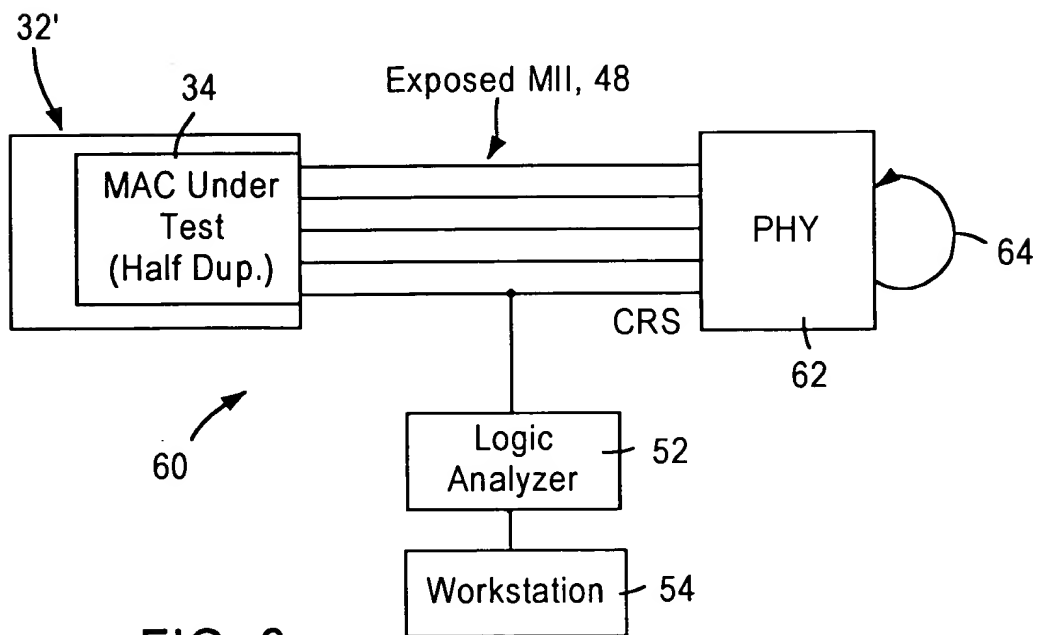 32'
34
Exposed MII, 48
MAC Under
Test
(Half Dup.)
PHY
64
CRS
62
60
Logic
Analyzer
52
Workstation
54